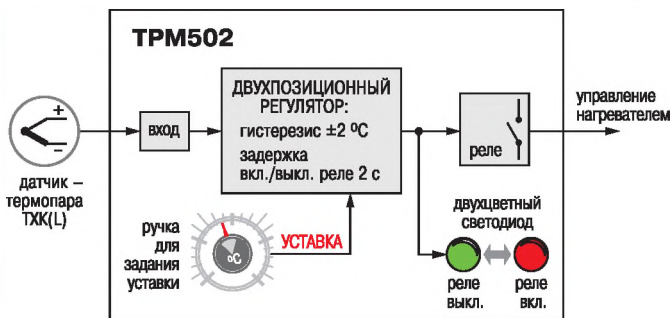 ТРМ502
ДВУХПОЗИЦИОННЫЙ
РЕГУЛЯТОР:
гистерезис ±2 ºС
задержка
вкл./выкл. реле 2 с
вход
реле
управление
нагревателем
+
–
датчик –
термопара
ТХК(L)
ручка
для
задания
уставки
ºC
УСТАВКА
двухцветный
светодиод
реле
выкл.
реле
вкл.